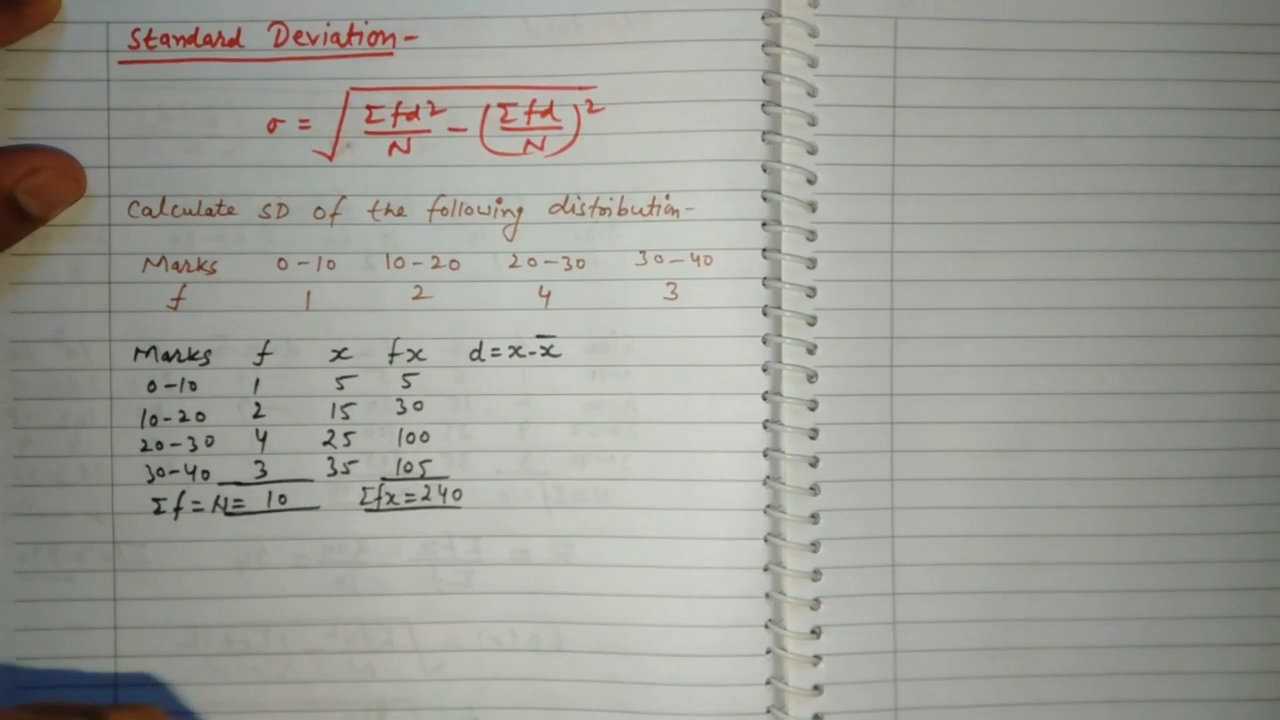 Standard Deviation-
σ = √ Σfd²/N - (Σfd/N)²
Calculate SD of the following distribution-
Marks 0-10 10-20 20-30 30-40
f 1 2 4 3
Marks f x fx d=x-x̄
0-10 1 5 5
10-20 2 15 30
20-30 4 25 100
30-40 3 35 105
Σf=N= 10 Σfx=240